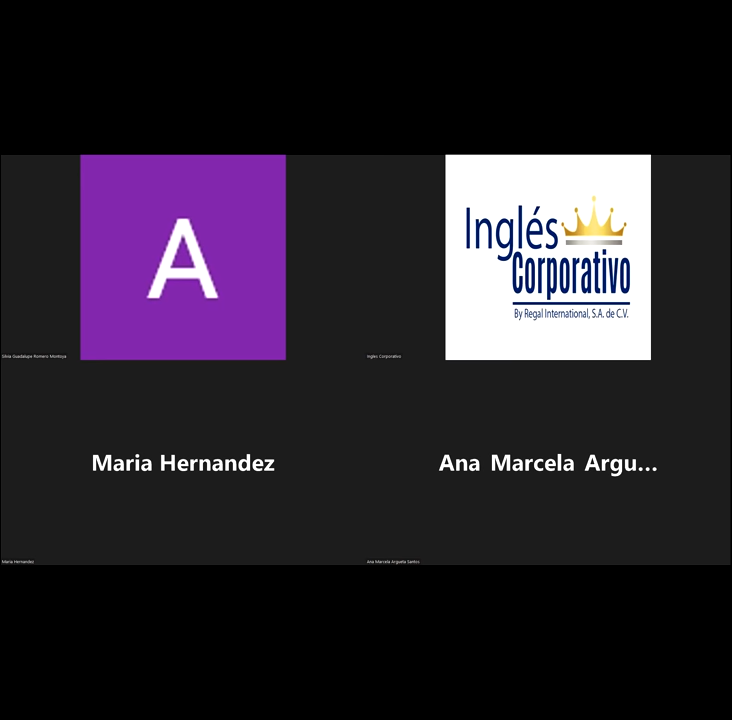 A
Inglés
Corporativo
By Regal International, S.A. de C.V.
Silvia Guadalupe Romero Montoya
Ingles Corporativo
Maria Hernandez
Ana Marcela Argu...
Maria Hernandez
Ana Marcela Argueta Santos